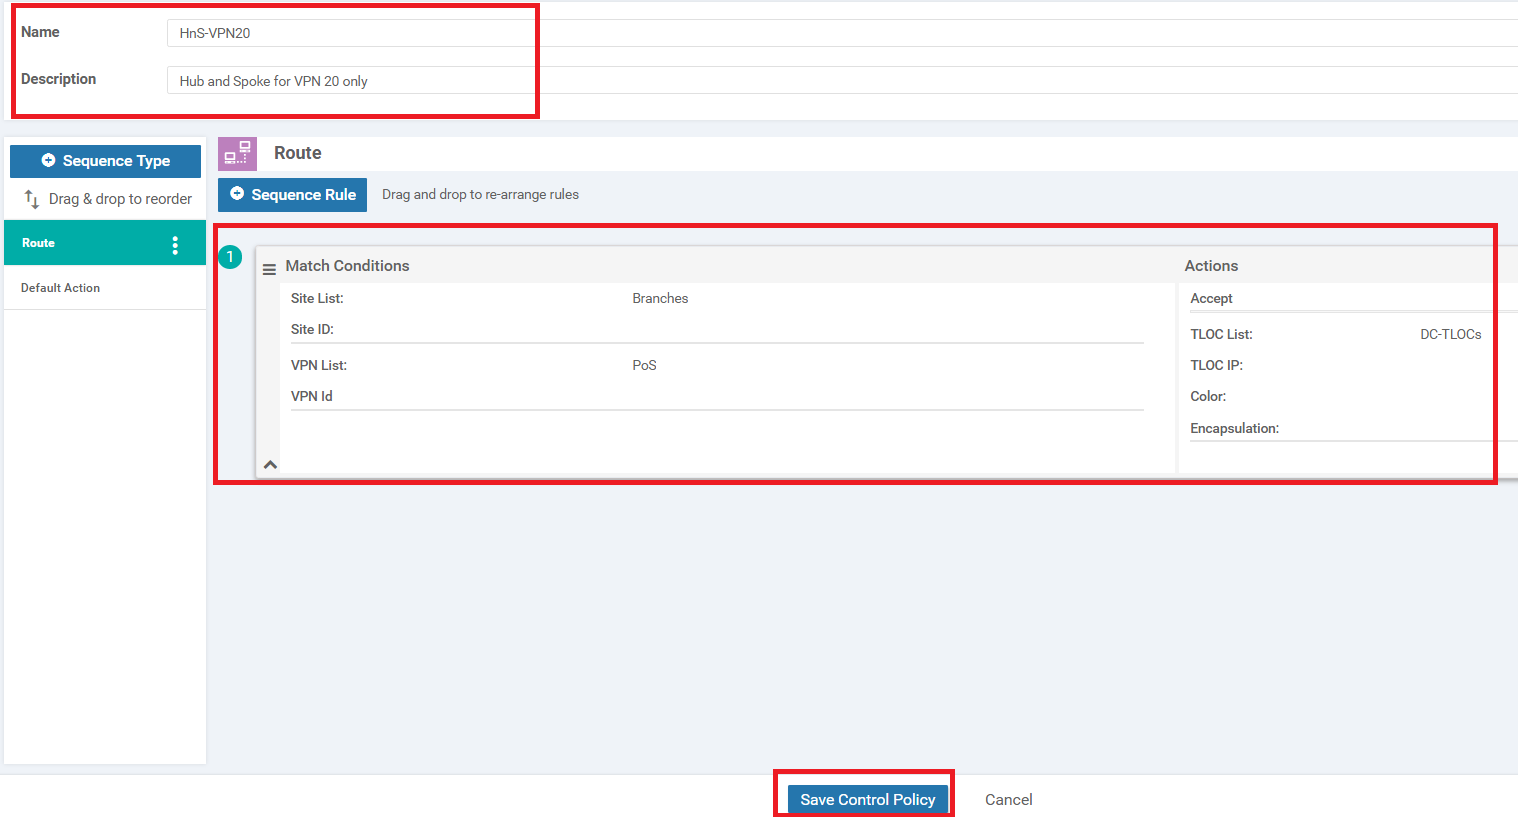 Name HnS-VPN20
Description Hub and Spoke for VPN 20 only
Sequence Type
Drag & drop to reorder
Route
Default Action
Route
Sequence Rule Drag and drop to re-arrange rules
1
Match Conditions
Site List: Branches
Site ID:
VPN List: PoS
VPN Id
Actions
Accept
TLOC List: DC-TLOCs
TLOC IP:
Color:
Encapsulation:
Save Control Policy Cancel